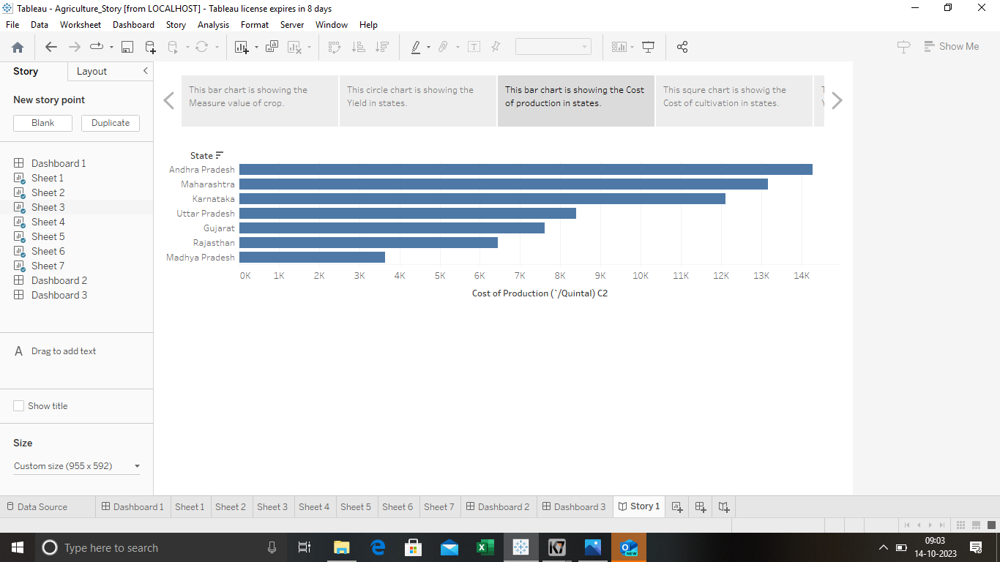 Tableau - Agriculture_Story [from LOCALHOST] - Tableau license expires in 8 days
File Data Worksheet Dashboard Story Analysis Format Server Window Help
Show Me
Story Layout
New story point
Blank Duplicate
Dashboard 1
Sheet 1
Sheet 2
Sheet 3
Sheet 4
Sheet 5
Sheet 6
Sheet 7
Dashboard 2
Dashboard 3
A Drag to add text
Show title
Size
Custom size (955 x 592)
This bar chart is showing the
Measure value of crop.
This circle chart is showing the
Yield in states.
This bar chart is showing the Cost
of production in states.
This squre chart is showig the
Cost of cultivation in states.
State
Andhra Pradesh
Maharashtra
Karnataka
Uttar Pradesh
Gujarat
Rajasthan
Madhya Pradesh
0K 1K 2K 3K 4K 5K 6K 7K 8K 9K 10K 11K 12K 13K 14K
Cost of Production (`/Quintal) C2
Data Source Dashboard 1 Sheet 1 Sheet 2 Sheet 3 Sheet 4 Sheet 5 Sheet 6 Sheet 7 Dashboard 2 Dashboard 3 Story 1
Type here to search
K7
NEW
09:03
14-10-2023